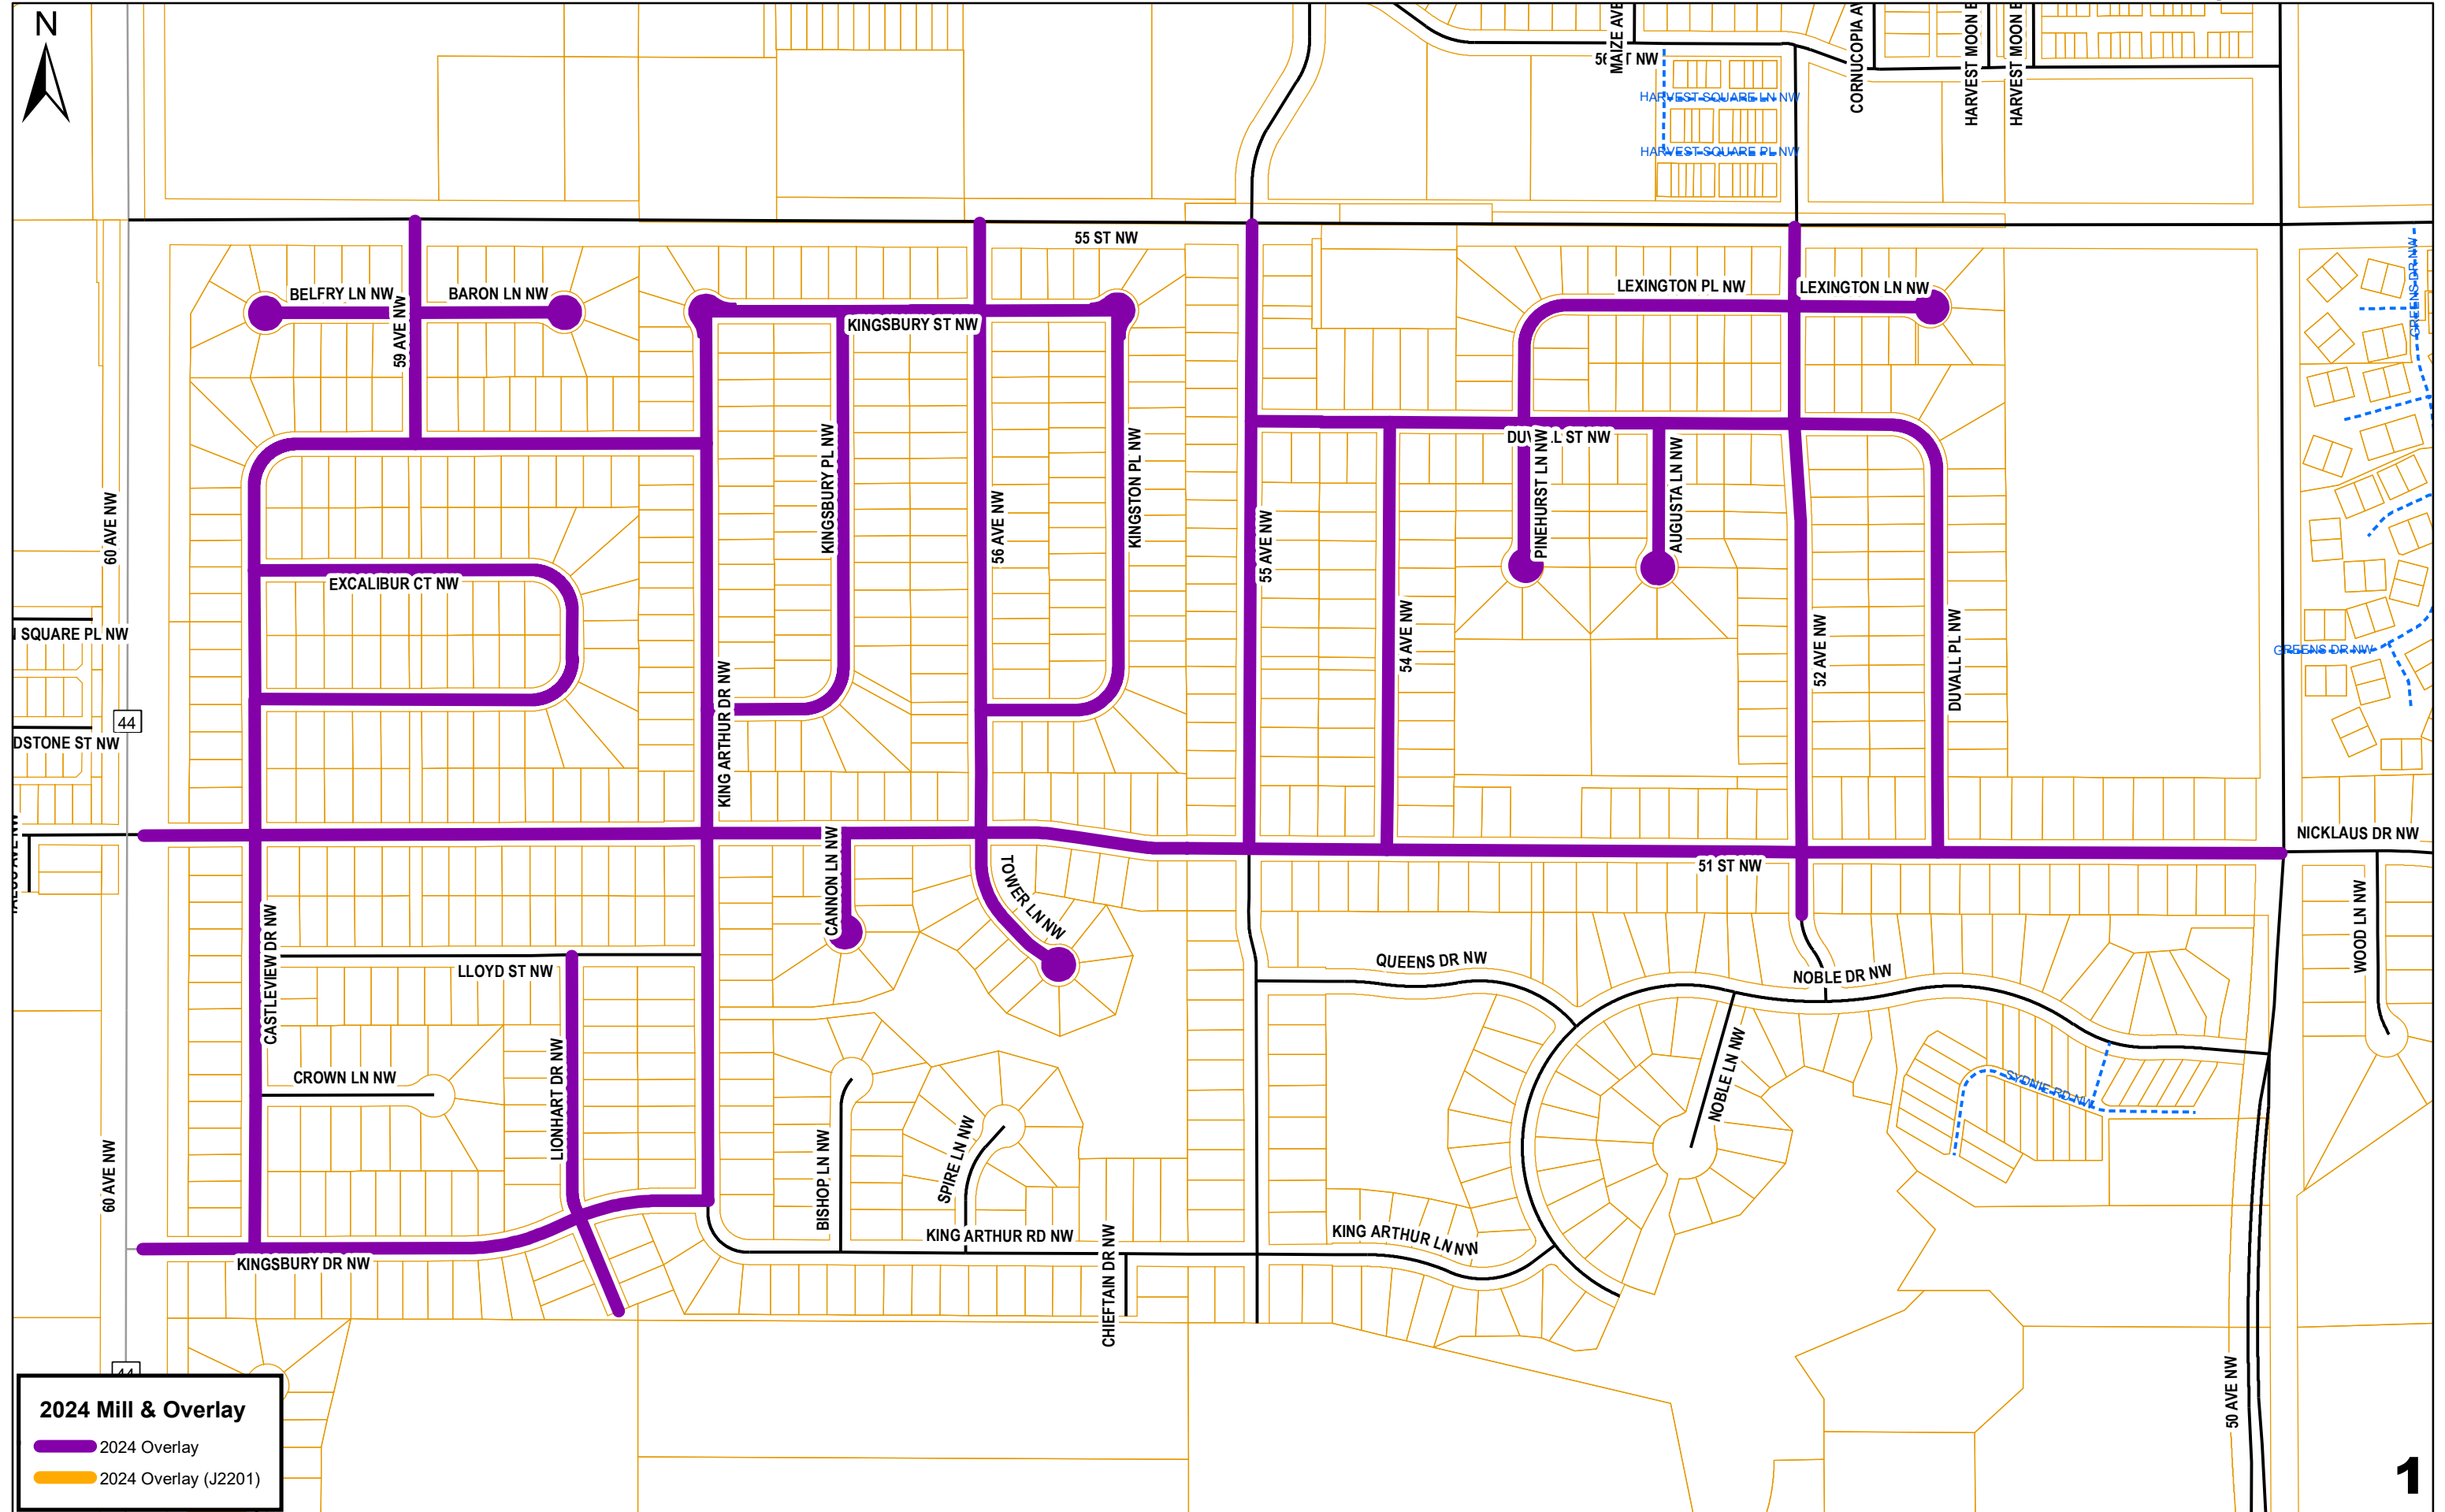 N
MAIZE AVE
CORNUCOPIA AV
HARVEST MOON
HARVEST MOON
HARVEST SQUARE LN NW
HARVEST SQUARE PL NW
55 ST NW
GREENS DR NW
BELFRY LN NW
BARON LN NW
59 AVE NW
KINGSBURY ST NW
LEXINGTON PL NW
LEXINGTON LN NW
60 AVE NW
KINGSBURY PL NW
56 AVE NW
KINGSTON PL NW
55 AVE NW
PINEHURST LN NW
AUGUSTA LN NW
EXCALIBUR CT NW
54 AVE NW
52 AVE NW
DUVALL PL NW
SQUARE PL NW
GREENS DR NW
44
DSTONE ST NW
KING ARTHUR DR NW
NICKLAUS DR NW
51 ST NW
CANNON LN NW
TOWER LN NW
CASTLEVIEW DR NW
WOOD LN NW
LLOYD ST NW
QUEENS DR NW
NOBLE DR NW
CROWN LN NW
LIONHART DR NW
NOBLE LN NW
SYDNIE RD NW
60 AVE NW
BISHOP LN NW
SPIRE LN NW
KING ARTHUR RD NW
KING ARTHUR LN NW
CHIEFTAIN DR NW
KINGSBURY DR NW
50 AVE NW
2024 Mill & Overlay
2024 Overlay
2024 Overlay (J2201)
1